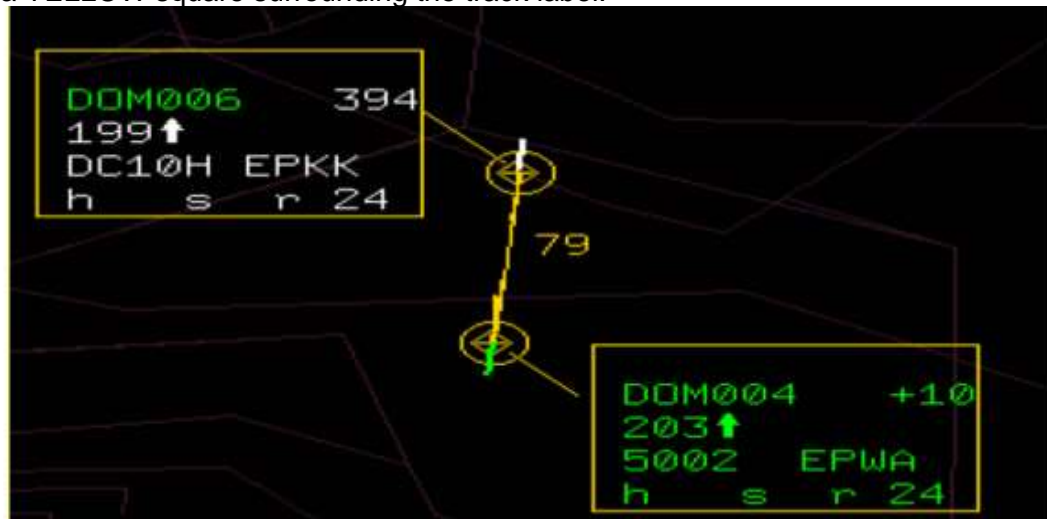 a YELLOW square surrounding the track label.
DOM006 394
199⬆
DC10H EPKK
h s r 24
79
DOM004 +10
203⬆
5002 EPWA
h s r 24